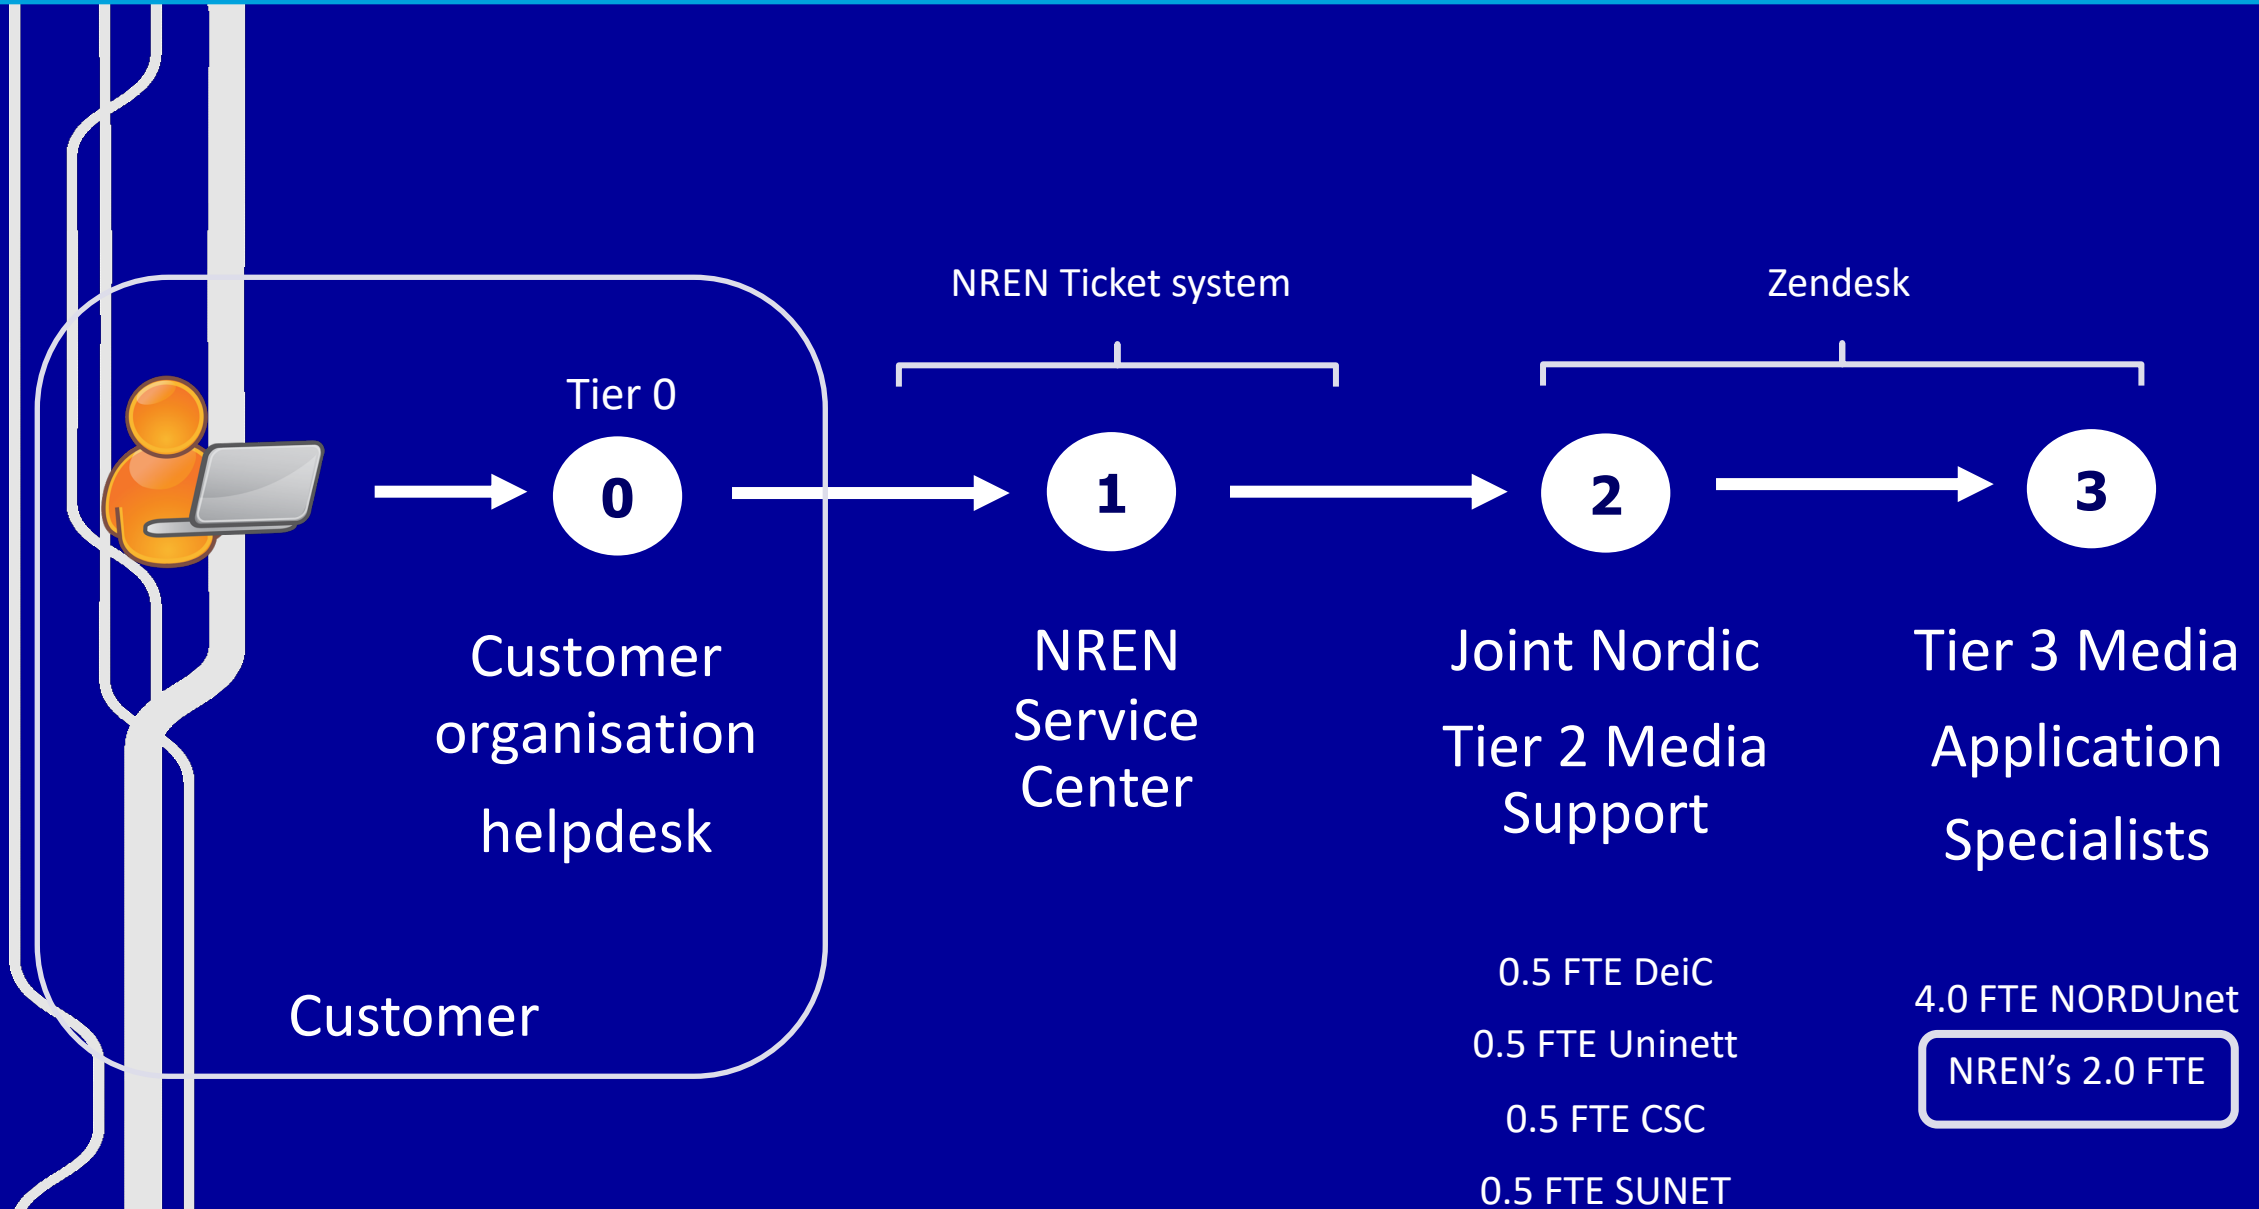 NREN Ticket system
Zendesk
Tier 0
0
1
2
3
Customer
organisation
helpdesk
NREN
Service
Center
Joint Nordic
Tier 2 Media
Support
Tier 3 Media
Application
Specialists
0.5 FTE DeiC
0.5 FTE Uninett
0.5 FTE CSC
0.5 FTE SUNET
4.0 FTE NORDUnet
NREN’s 2.0 FTE
Customer